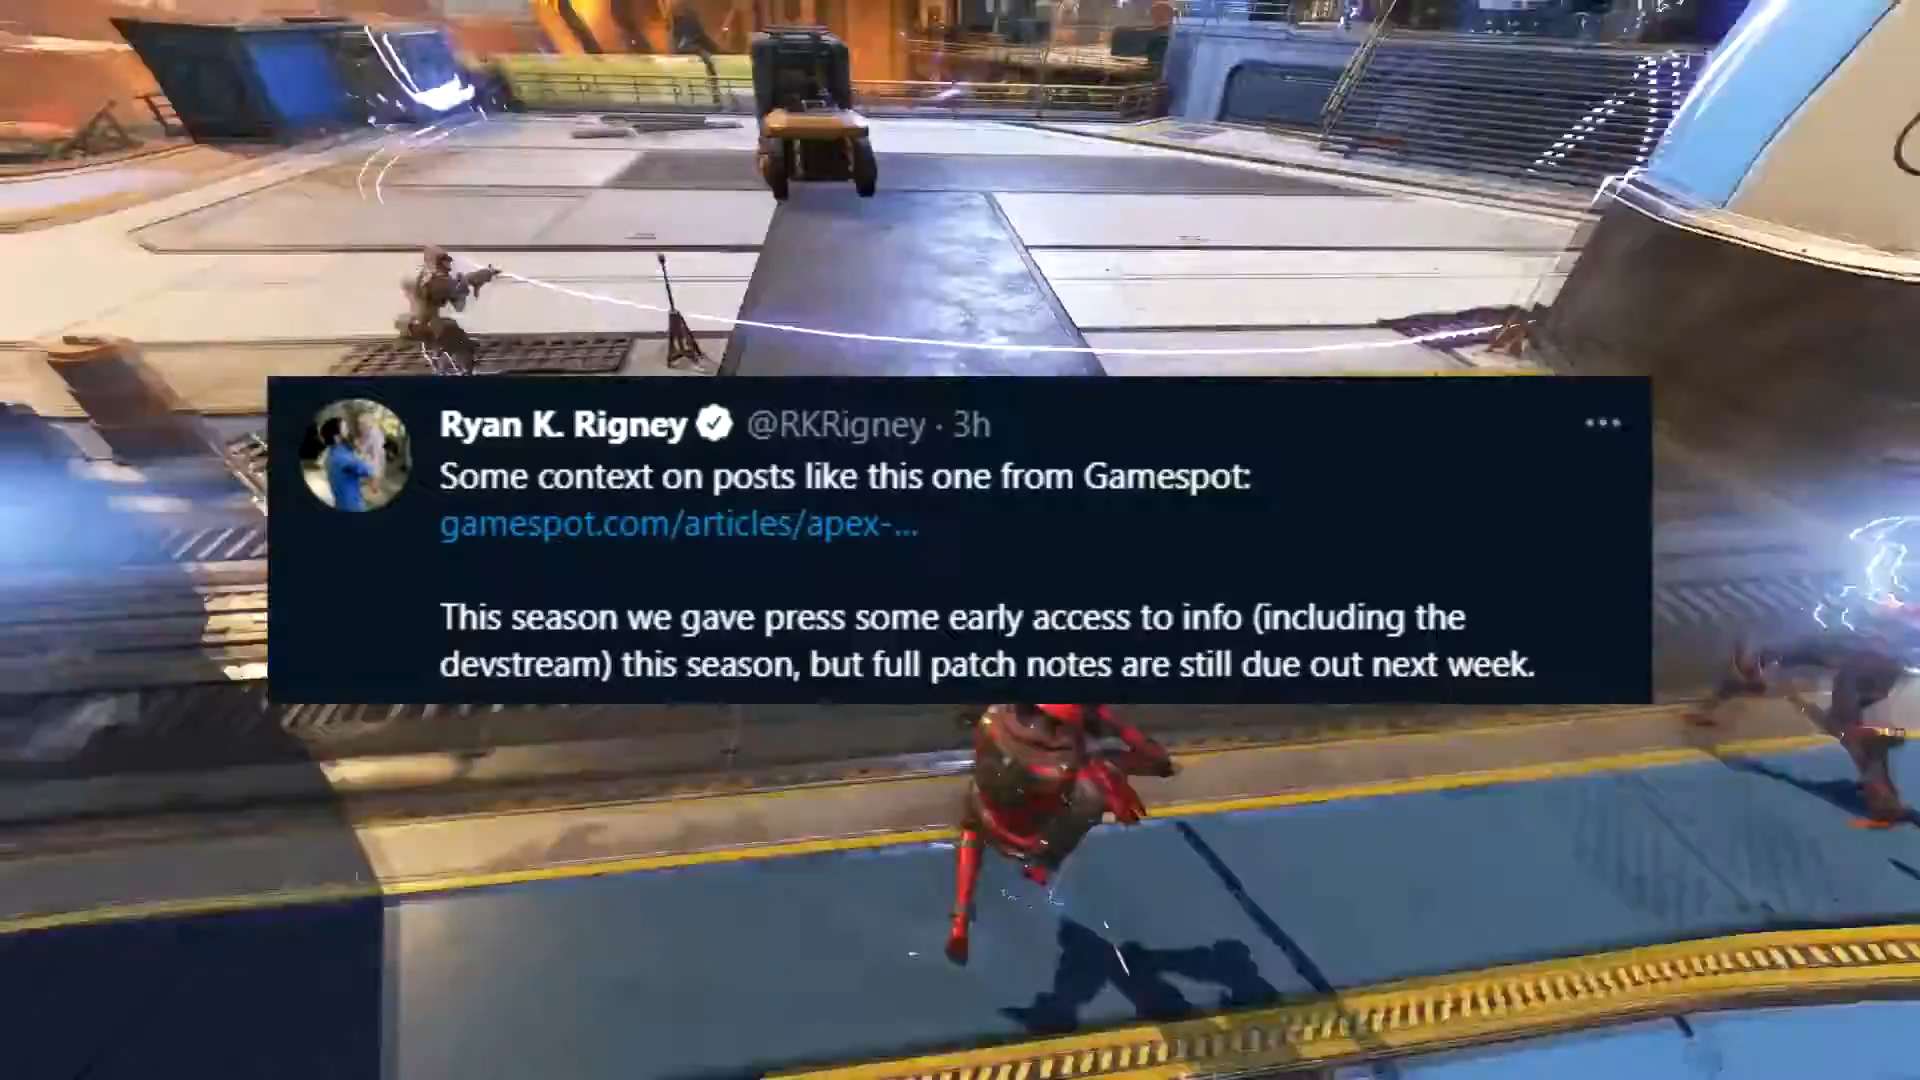 Ryan K. Rigney @RKRigney · 3h
Some context on posts like this one from Gamespot:
gamespot.com/articles/apex-...
This season we gave press some early access to info (including the
devstream) this season, but full patch notes are still due out next week.